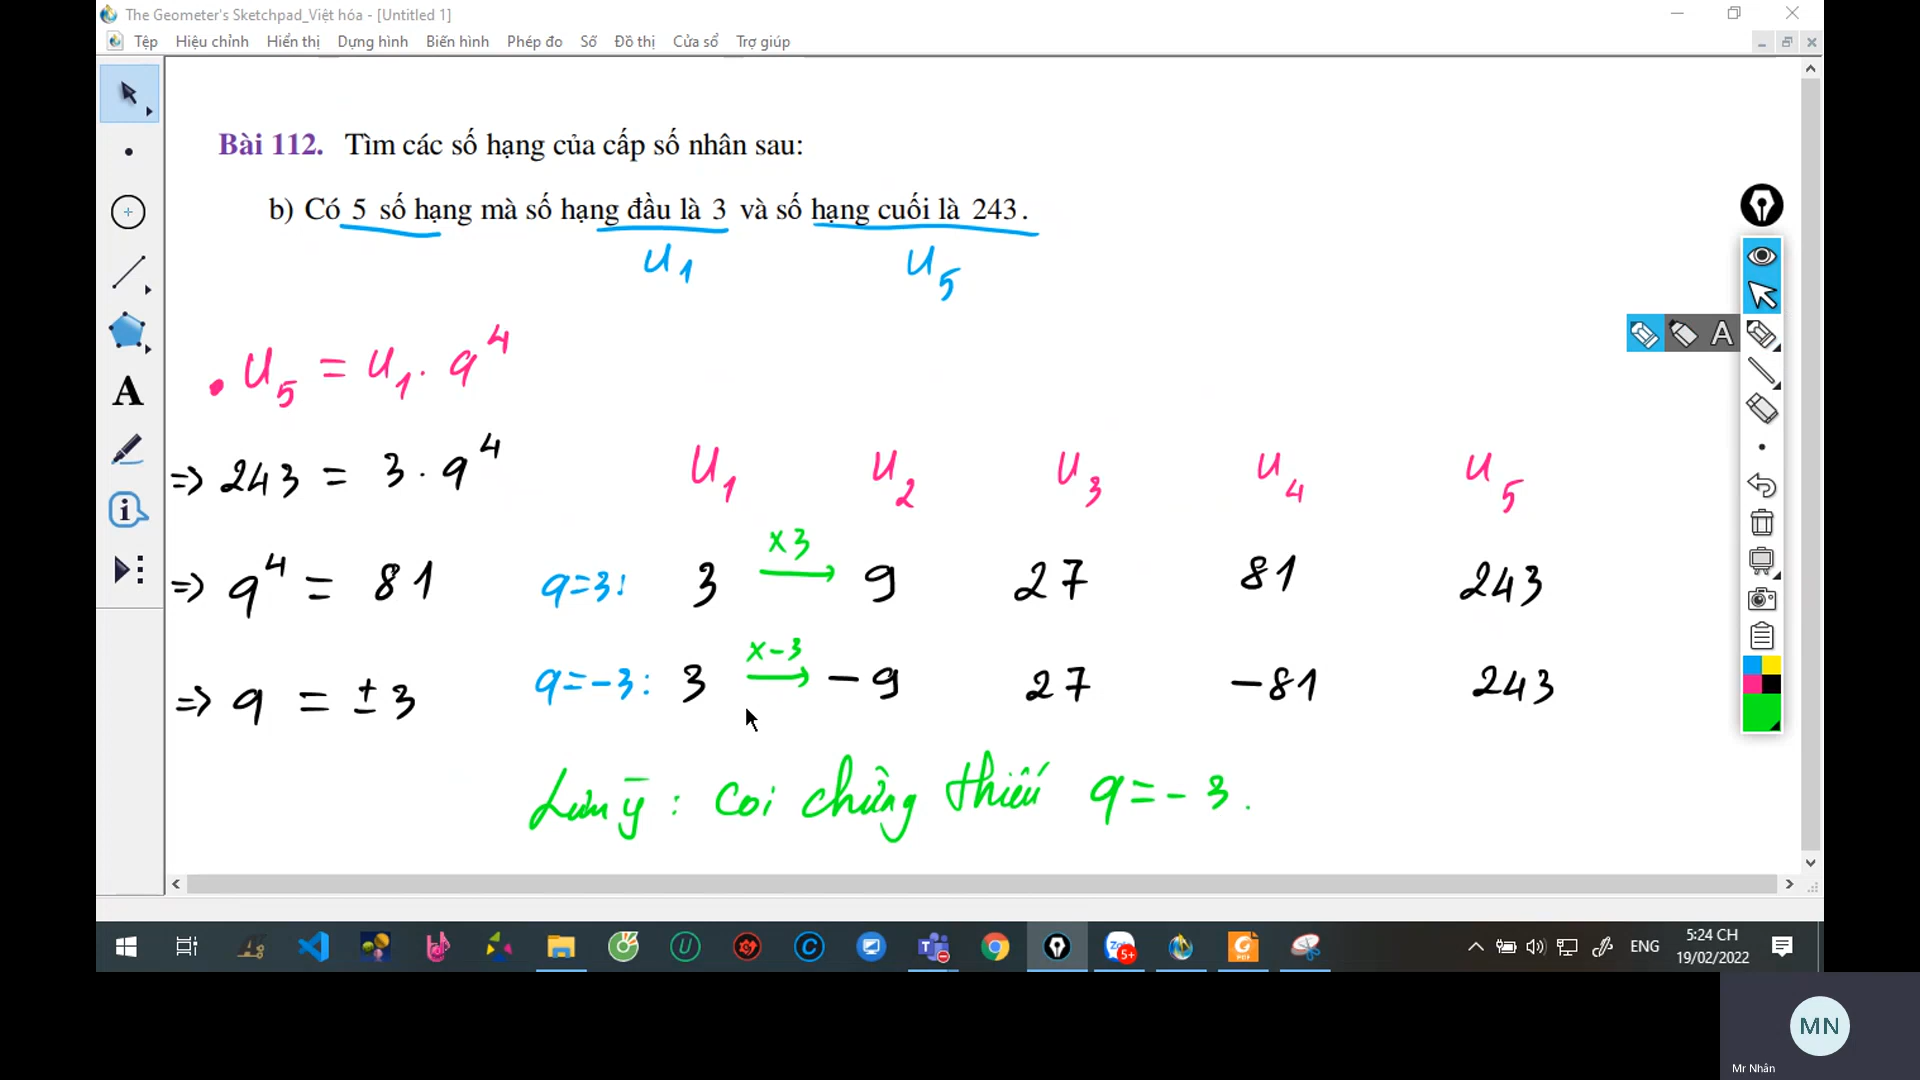 The Geometer's Sketchpad_Việt hóa - [Untitled 1]
Tệp Hiệu chỉnh Hiển thị Dựng hình Biến hình Phép đo Số Đồ thị Cửa sổ Trợ giúp
Bài 112. Tìm các số hạng của cấp số nhân sau:
b) Có 5 số hạng mà số hạng đầu là 3 và số hạng cuối là 243.
u₁ u₅
• u₅ = u₁ . q⁴
=> 243 = 3 . q⁴
u₁ u₂ u₃ u₄ u₅
x3
=> q⁴ = 81
q=3: 3 → 9 27 81 243
x-3
=> q = ±3
q=-3: 3 → -9 27 -81 243
Lưu ý : coi chừng thiếu q = -3.
A
A
ENG
5:24 CH
19/02/2022
5+
MN
Mr Nhân